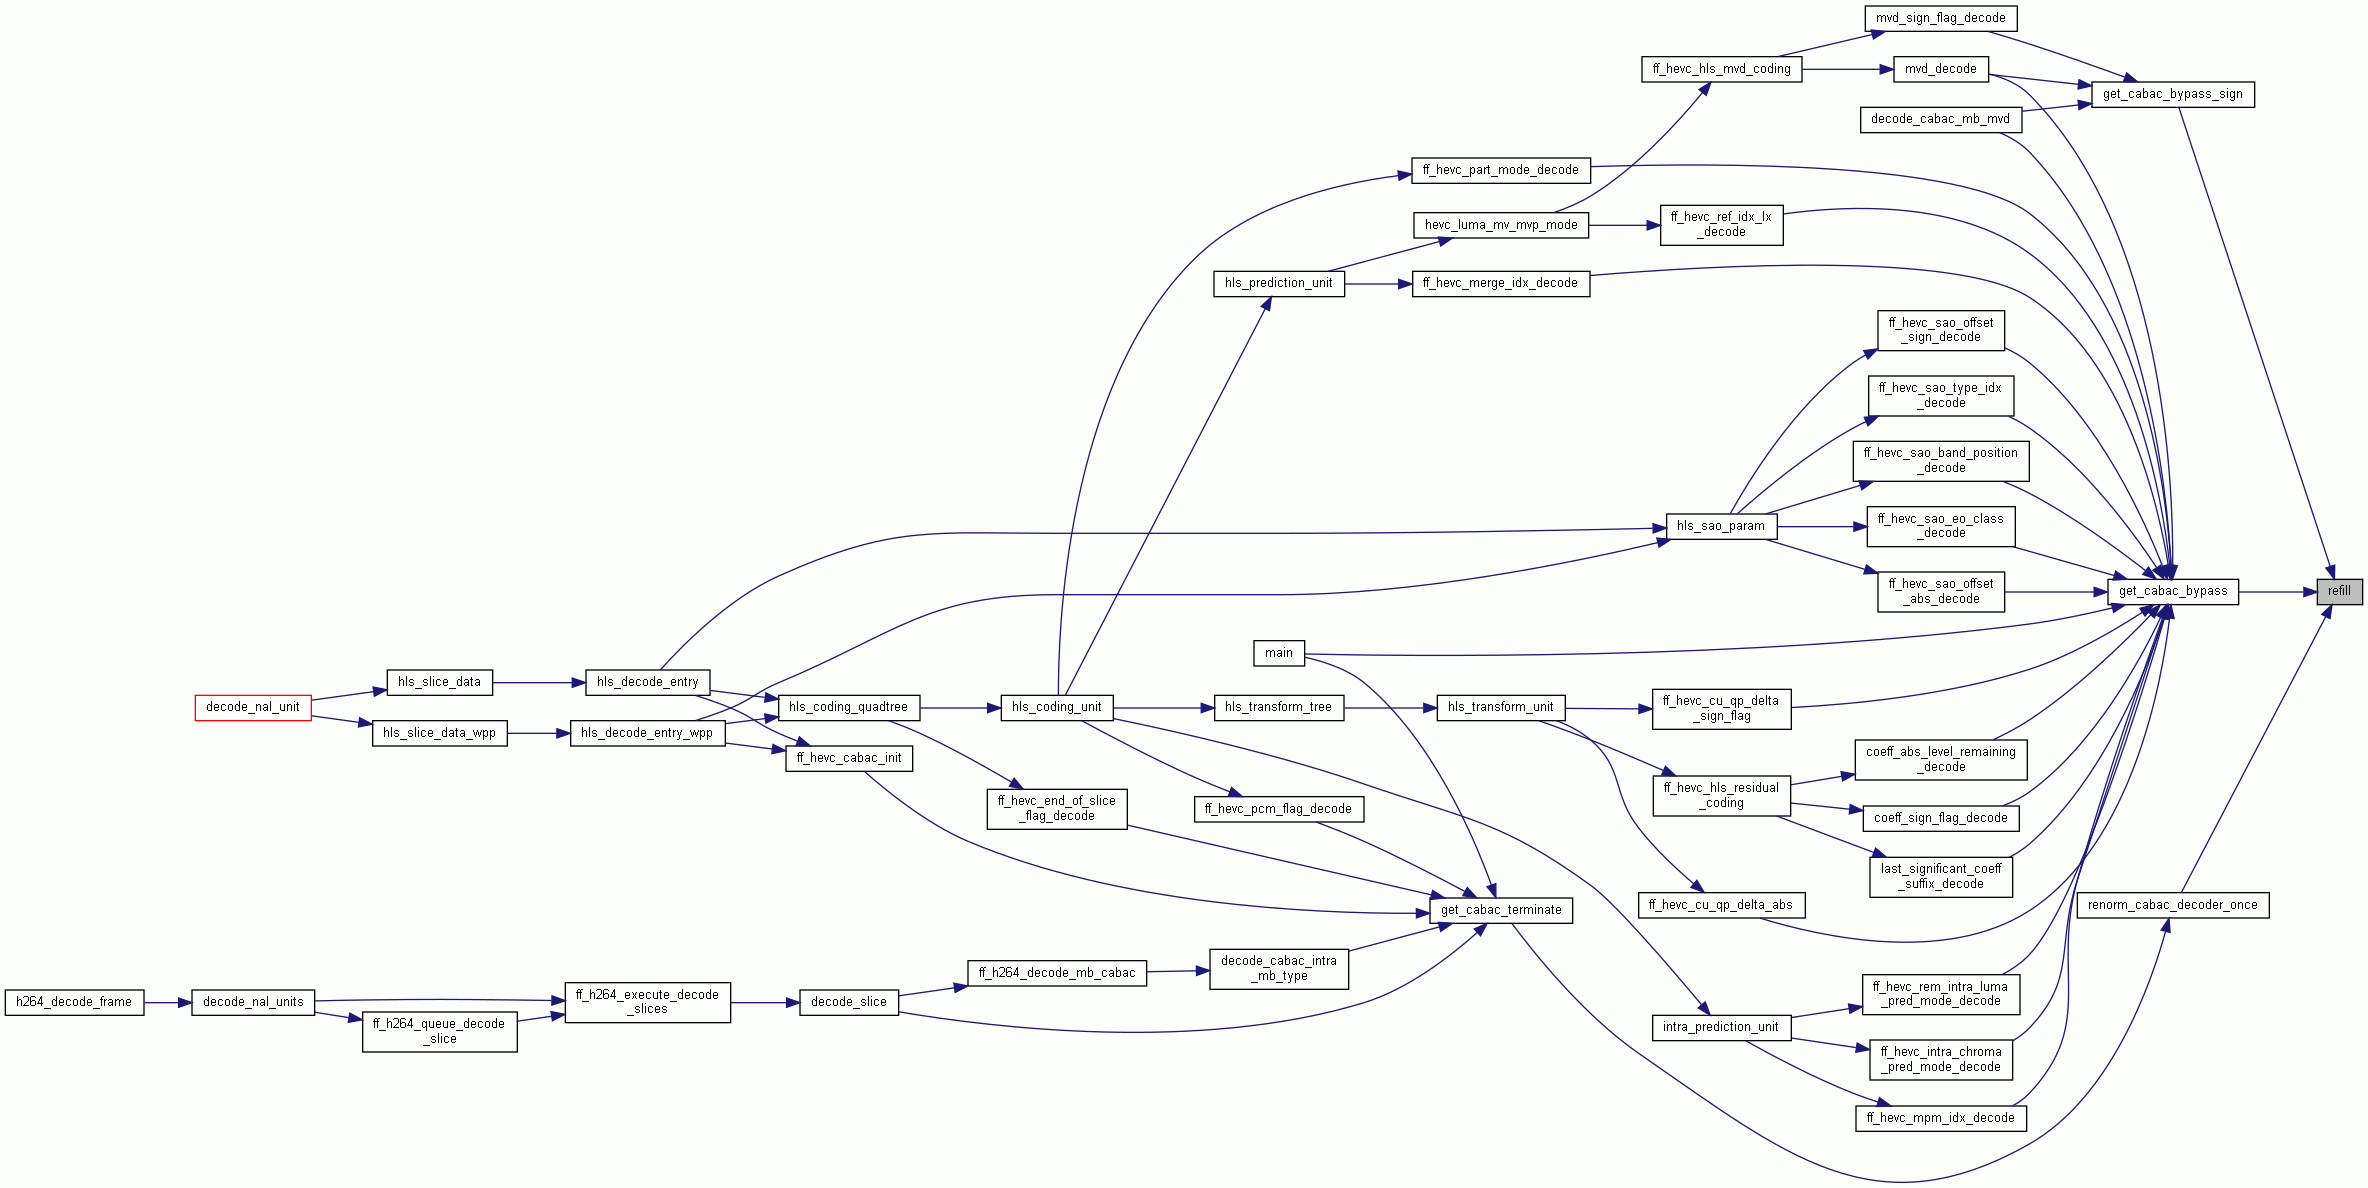 mvd_sign_flag_decode
ff_hevc_hls_mvd_coding
mvd_decode
get_cabac_bypass_sign
decode_cabac_mb_mvd
ff_hevc_part_mode_decode
hevc_luma_mv_mvp_mode
ff_hevc_ref_idx_lx
_decode
hls_prediction_unit
ff_hevc_merge_idx_decode
ff_hevc_sao_offset
_sign_decode
ff_hevc_sao_type_idx
_decode
ff_hevc_sao_band_position
_decode
hls_sao_param
ff_hevc_sao_eo_class
_decode
ff_hevc_sao_offset
_abs_decode
get_cabac_bypass
refill
main
hls_slice_data
hls_decode_entry
decode_nal_unit
hls_slice_data_wpp
hls_decode_entry_wpp
hls_coding_quadtree
hls_coding_unit
hls_transform_tree
hls_transform_unit
ff_hevc_cu_qp_delta
_sign_flag
ff_hevc_cabac_init
coeff_abs_level_remaining
_decode
ff_hevc_end_of_slice
_flag_decode
ff_hevc_pcm_flag_decode
ff_hevc_hls_residual
_coding
coeff_sign_flag_decode
last_significant_coeff
_suffix_decode
get_cabac_terminate
ff_hevc_cu_qp_delta_abs
renorm_cabac_decoder_once
decode_cabac_intra
_mb_type
ff_h264_decode_mb_cabac
h264_decode_frame
decode_nal_units
ff_h264_execute_decode
_slices
decode_slice
ff_h264_queue_decode
_slice
ff_hevc_rem_intra_luma
_pred_mode_decode
intra_prediction_unit
ff_hevc_intra_chroma
_pred_mode_decode
ff_hevc_mpm_idx_decode